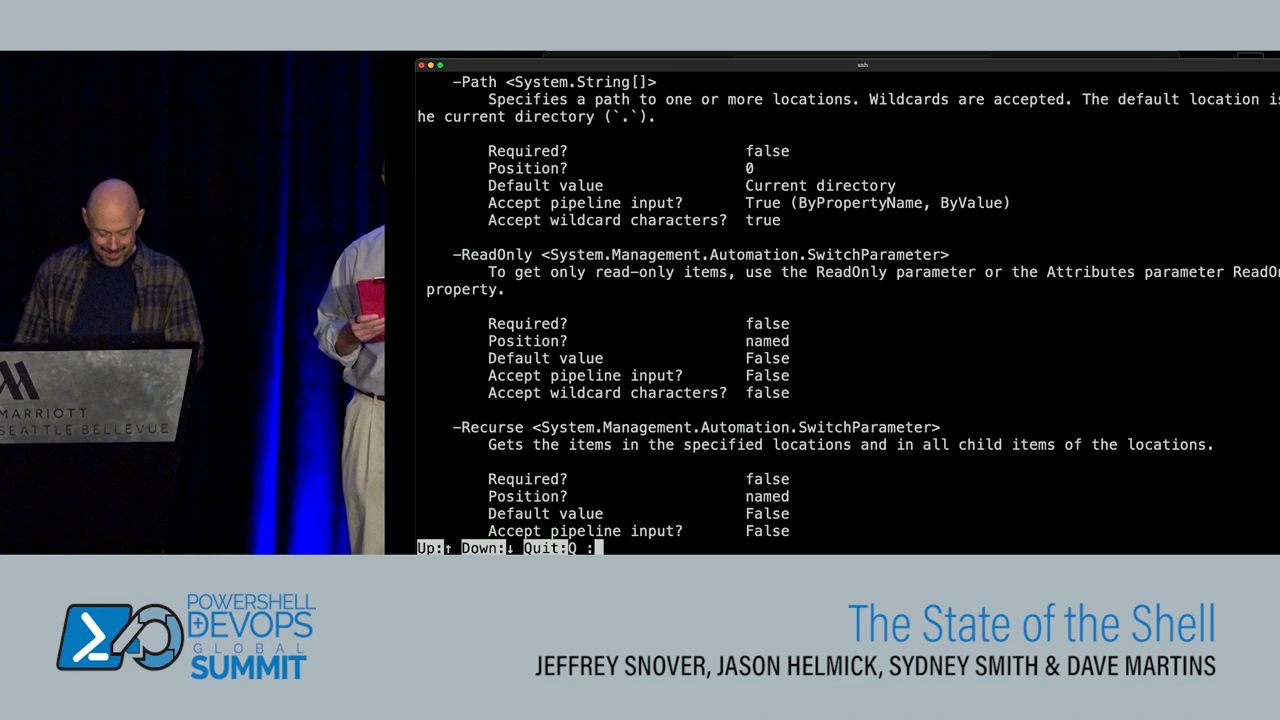 zsh
-Path <System.String[]>
Specifies a path to one or more locations. Wildcards are accepted. The default location is
he current directory (`.`).
Required? false
Position? 0
Default value Current directory
Accept pipeline input? True (ByPropertyName, ByValue)
Accept wildcard characters? true
-ReadOnly <System.Management.Automation.SwitchParameter>
To get only read-only items, use the ReadOnly parameter or the Attributes parameter ReadOn
property.
Required? false
Position? named
Default value False
Accept pipeline input? False
Accept wildcard characters? false
-Recurse <System.Management.Automation.SwitchParameter>
Gets the items in the specified locations and in all child items of the locations.
Required? false
Position? named
Default value False
Accept pipeline input? False
Up:↑ Down:↓ Quit:Q :
MARRIOTT
SEATTLE BELLEVUE
POWERSHELL
+DEVOPS
GLOBAL
SUMMIT
The State of the Shell
JEFFREY SNOVER, JASON HELMICK, SYDNEY SMITH & DAVE MARTINS